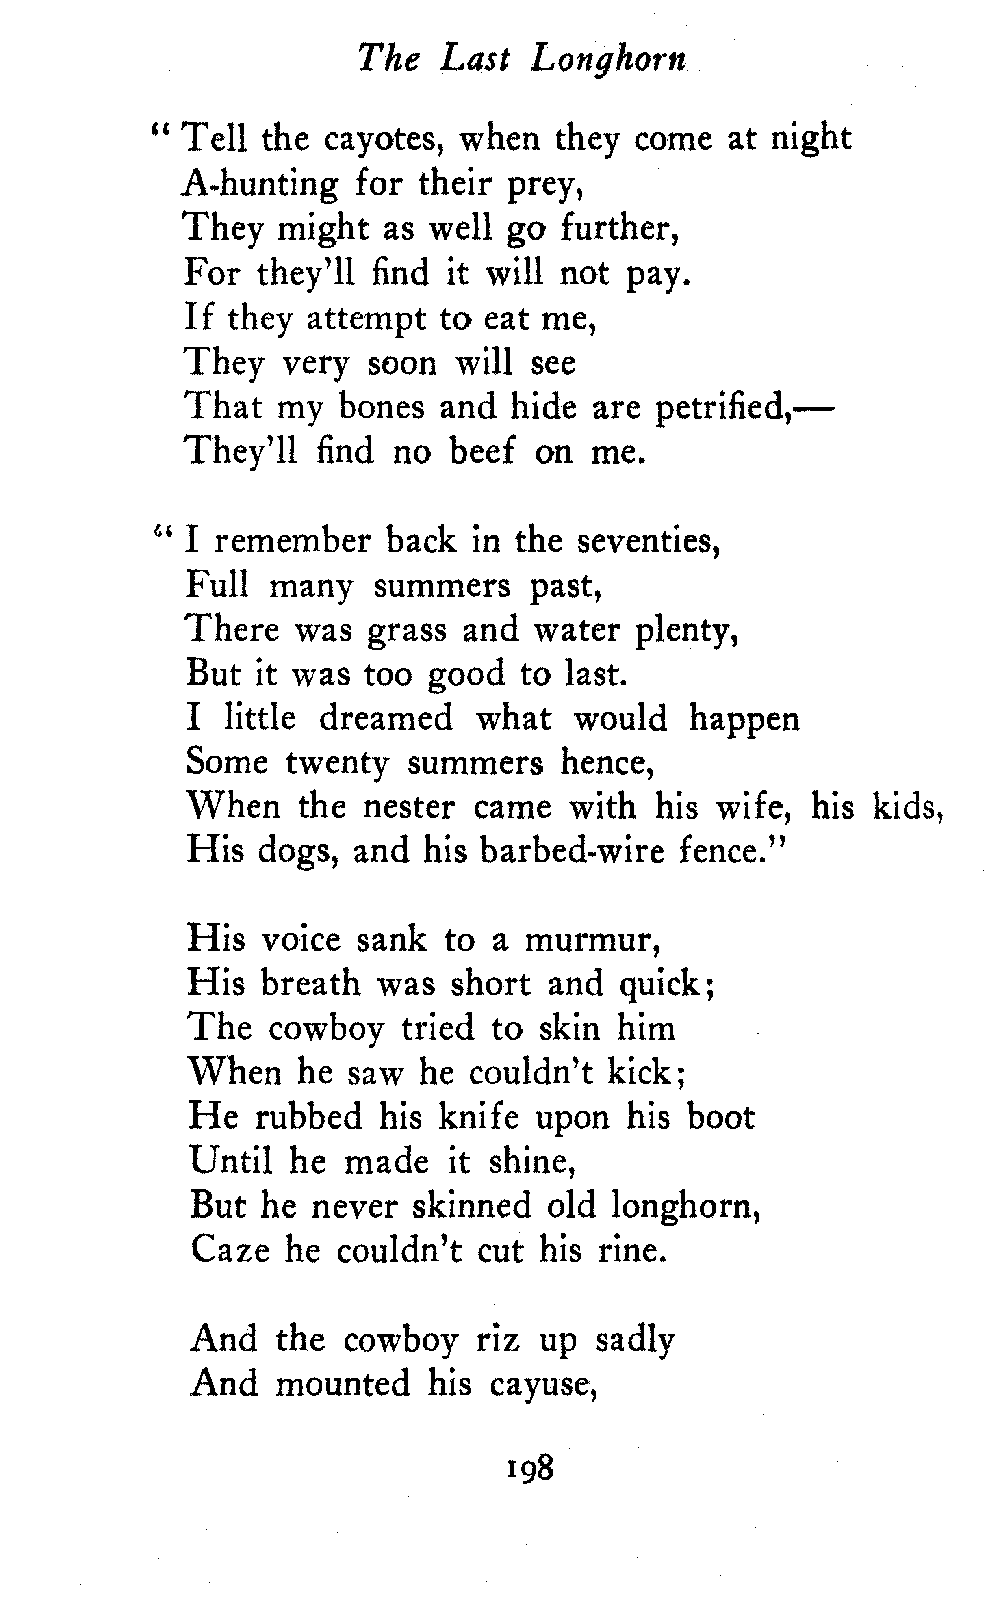 The Last Longhorn
“ Tell the cayotes, when they come at night
A-hunting for their prey,
They might as well go further,
For they'll find it will not pay.
If they attempt to eat me,
They very soon will see
That my bones and hide are petrified,—
They'll find no beef on me.
“ I remember back in the seventies,
Full many summers past,
There was grass and water plenty,
But it was too good to last.
I little dreamed what would happen
Some twenty summers hence,
When the nester came with his wife, his kids,
His dogs, and his barbed-wire fence.”
His voice sank to a murmur,
His breath was short and quick;
The cowboy tried to skin him
When he saw he couldn't kick;
He rubbed his knife upon his boot
Until he made it shine,
But he never skinned old longhorn,
Caze he couldn't cut his rine.
And the cowboy riz up sadly
And mounted his cayuse,
198